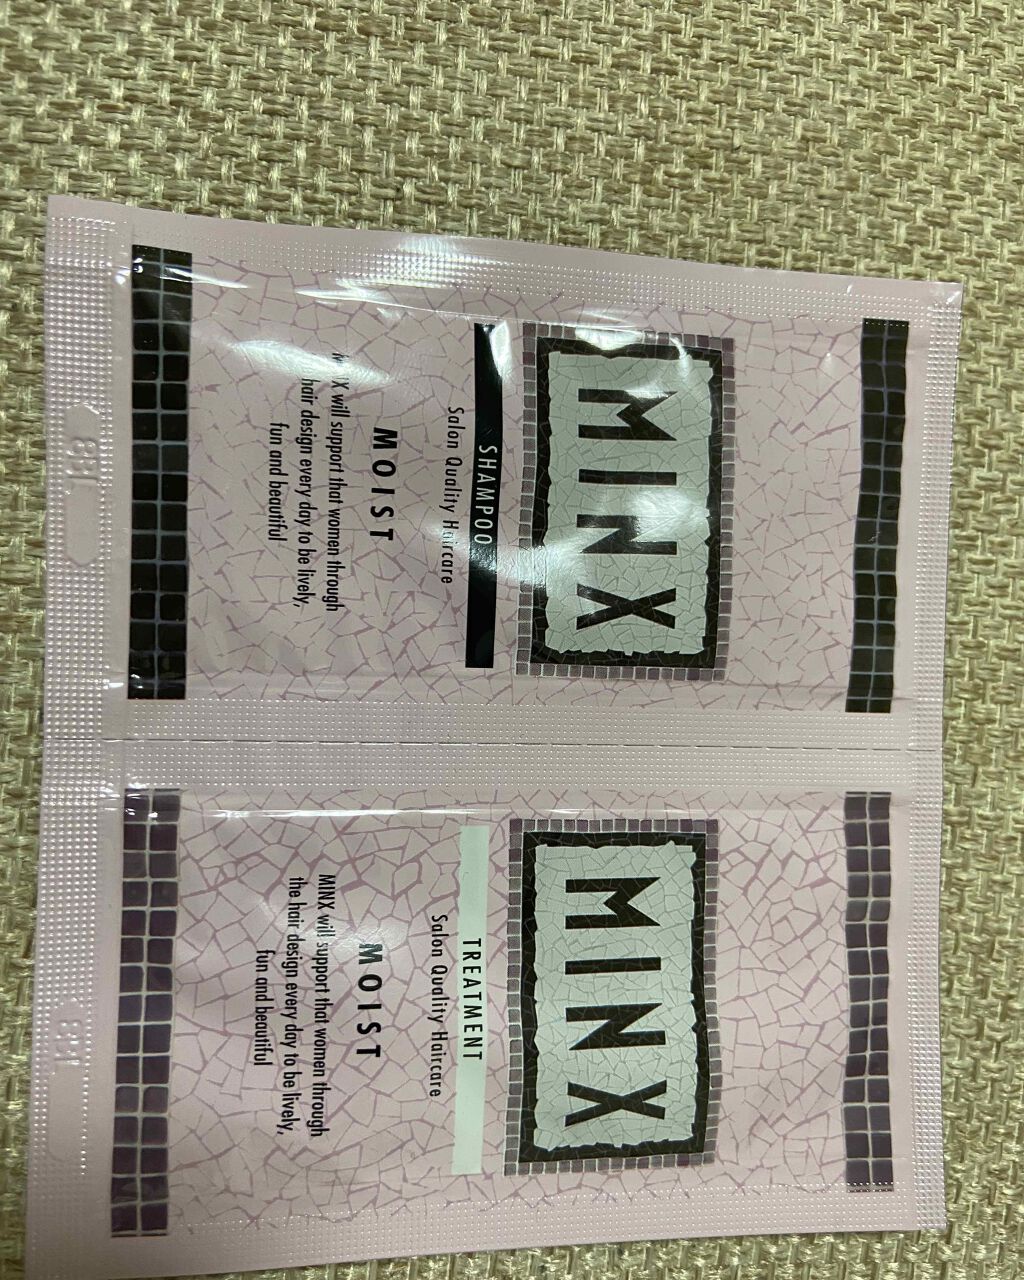 MINX
SHAMPOO
Salon Quality Haircare
MOIST
MINX will support that women through
hair design every day to be lively,
fun and beautiful
MINX
TREATMENT
Salon Quality Haircare
MOIST
MINX will support that women through
the hair design every day to be lively,
fun and beautiful